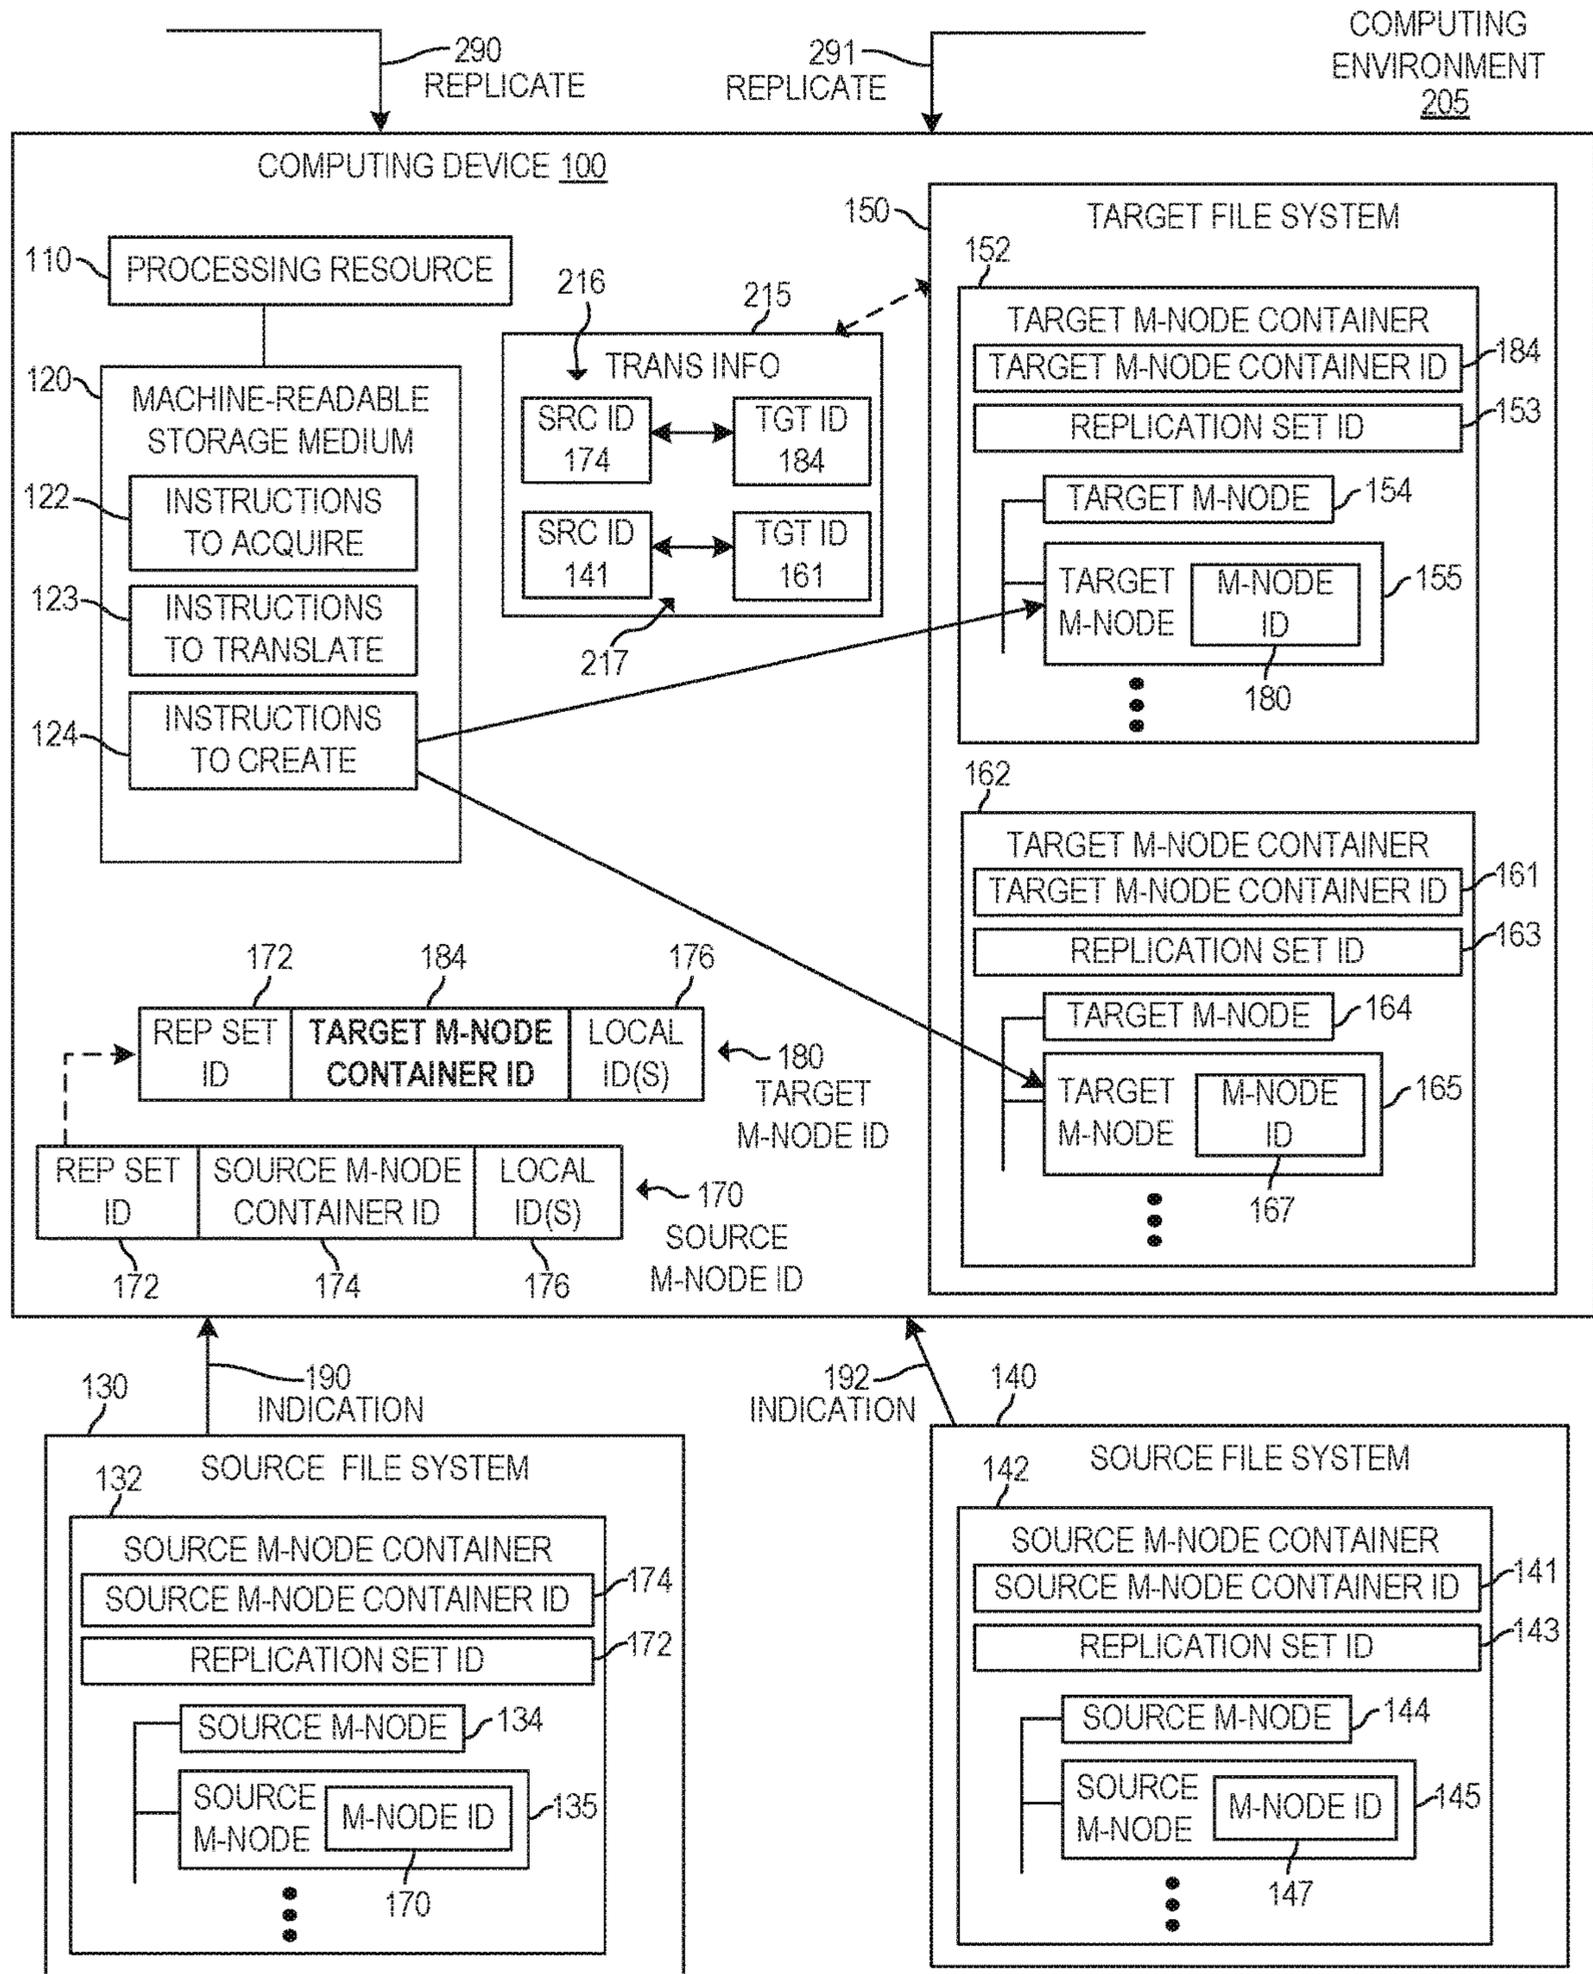 290
REPLICATE
291
REPLICATE
COMPUTING
ENVIRONMENT
205
COMPUTING DEVICE 100
110
PROCESSING RESOURCE
120
MACHINE-READABLE
STORAGE MEDIUM
122
INSTRUCTIONS
TO ACQUIRE
123
INSTRUCTIONS
TO TRANSLATE
124
INSTRUCTIONS
TO CREATE
216
215
TRANS INFO
SRC ID
174
TGT ID
184
SRC ID
141
TGT ID
161
217
150
TARGET FILE SYSTEM
152
TARGET M-NODE CONTAINER
TARGET M-NODE CONTAINER ID
184
REPLICATION SET ID
153
TARGET M-NODE
154
TARGET
M-NODE
M-NODE
ID
155
180
162
TARGET M-NODE CONTAINER
TARGET M-NODE CONTAINER ID
161
REPLICATION SET ID
163
TARGET M-NODE
164
TARGET
M-NODE
M-NODE
ID
165
167
172
184
176
REP SET
ID
TARGET M-NODE
CONTAINER ID
LOCAL
ID(S)
180
TARGET
M-NODE ID
REP SET
ID
SOURCE M-NODE
CONTAINER ID
LOCAL
ID(S)
170
SOURCE
M-NODE ID
172
174
176
190
INDICATION
192
INDICATION
130
SOURCE FILE SYSTEM
132
SOURCE M-NODE CONTAINER
SOURCE M-NODE CONTAINER ID
174
REPLICATION SET ID
172
SOURCE M-NODE
134
SOURCE
M-NODE
M-NODE ID
135
170
140
SOURCE FILE SYSTEM
142
SOURCE M-NODE CONTAINER
SOURCE M-NODE CONTAINER ID
141
REPLICATION SET ID
143
SOURCE M-NODE
144
SOURCE
M-NODE
M-NODE ID
145
147